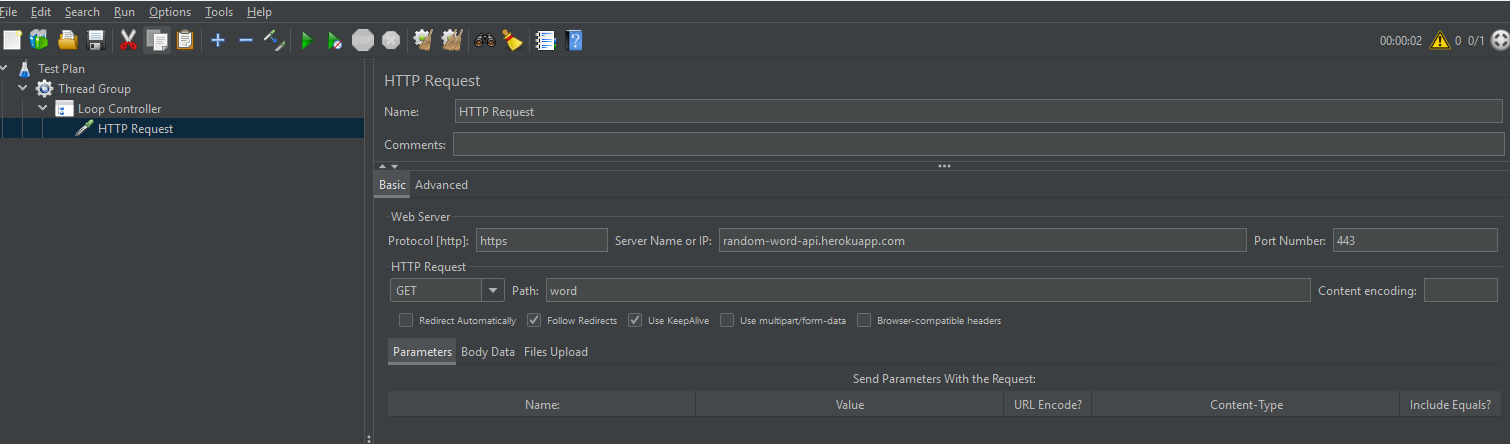 File Edit Search Run Options Tools Help
STOP 00:00:02 0 0/1
Test Plan
Thread Group
Loop Controller
HTTP Request
HTTP Request
Name: HTTP Request
Comments:
Basic Advanced
Web Server
Protocol [http]: https Server Name or IP: random-word-api.herokuapp.com Port Number: 443
HTTP Request
GET Path: word Content encoding:
Redirect Automatically Follow Redirects Use KeepAlive Use multipart/form-data Browser-compatible headers
Parameters Body Data Files Upload
Send Parameters With the Request:
Name: Value URL Encode? Content-Type Include Equals?